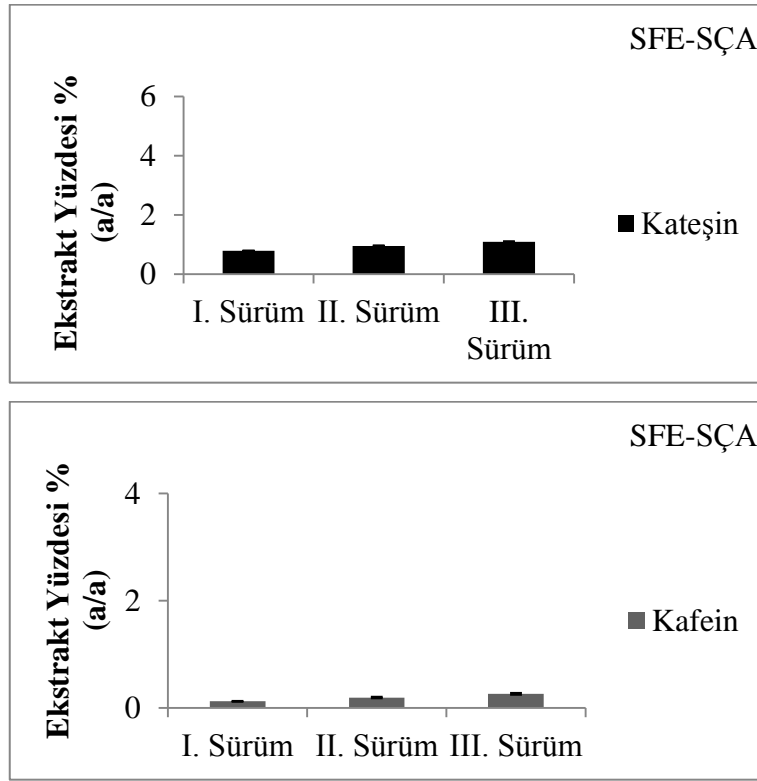 SFE-SÇA
Ekstrakt Yüzdesi %
(a/a)
6
4
2
0
I. Sürüm II. Sürüm III.
Sürüm
Kateşin
SFE-SÇA
Ekstrakt Yüzdesi %
(a/a)
4
2
0
I. Sürüm II. Sürüm III. Sürüm
Kafein